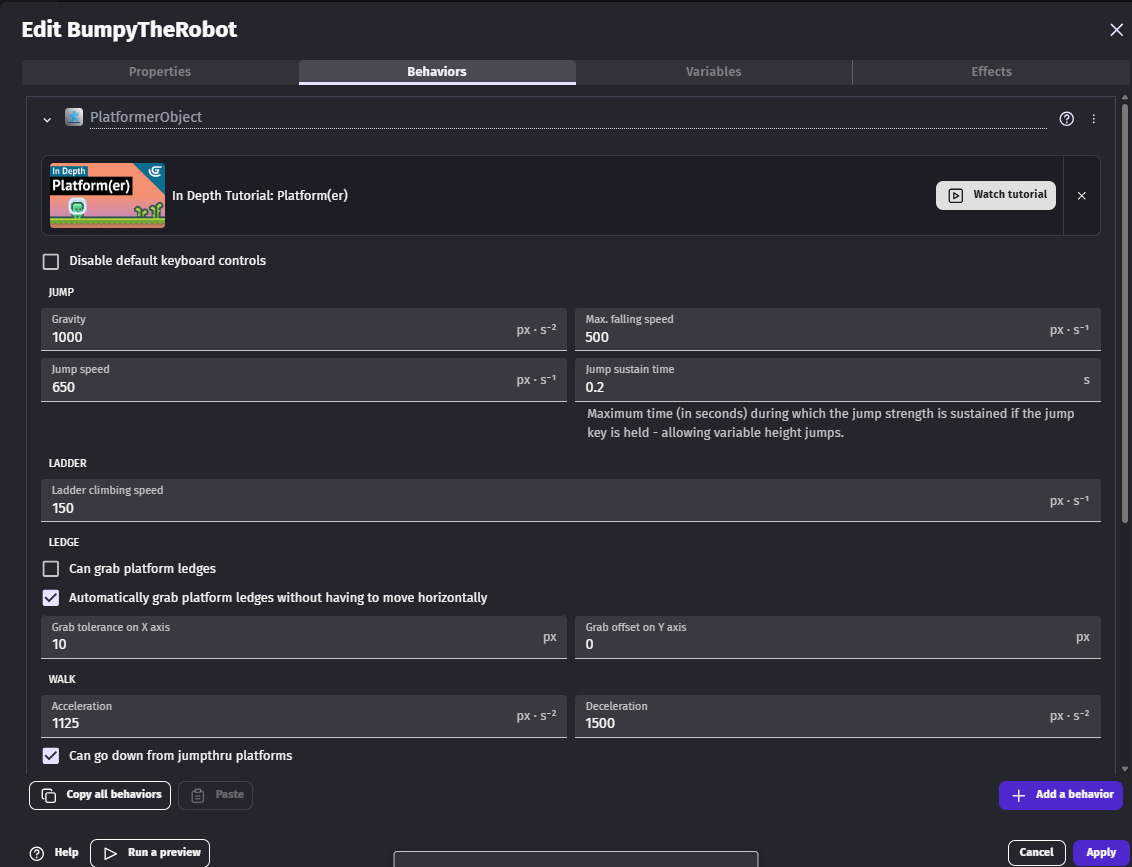 Edit BumpyTheRobot
Properties
Behaviors
Variables
Effects
PlatformerObject
In Depth
Platform(er)
In Depth Tutorial: Platform(er)
Watch tutorial
Disable default keyboard controls
JUMP
Gravity
1000
px · s⁻²
Max. falling speed
500
px · s⁻¹
Jump speed
650
px · s⁻¹
Jump sustain time
0.2
s
Maximum time (in seconds) during which the jump strength is sustained if the jump
key is held - allowing variable height jumps.
LADDER
Ladder climbing speed
150
px · s⁻¹
LEDGE
Can grab platform ledges
Automatically grab platform ledges without having to move horizontally
Grab tolerance on X axis
10
px
Grab offset on Y axis
0
px
WALK
Acceleration
1125
px · s⁻²
Deceleration
1500
px · s⁻²
Can go down from jumpthru platforms
Copy all behaviors
Paste
Add a behavior
Help
Run a preview
Cancel
Apply